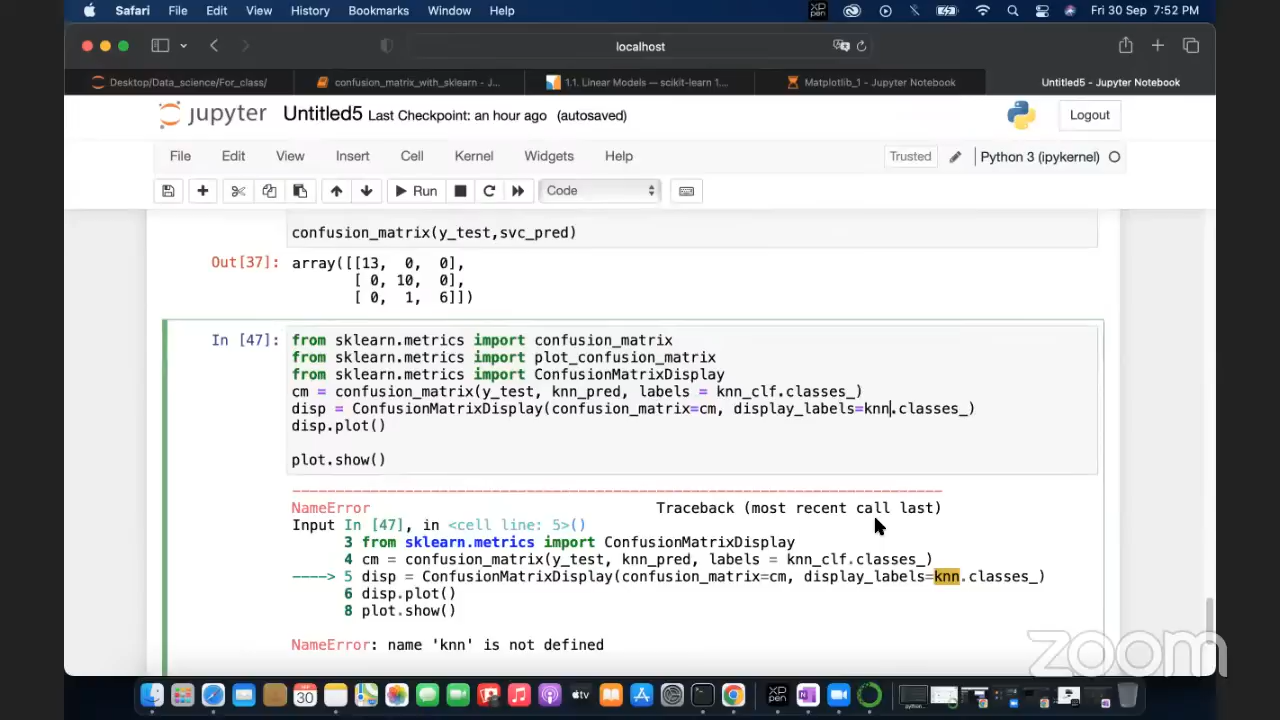 Safari File Edit View History Bookmarks Window Help XP PEN Fri 30 Sep 7:52 PM
localhost
Desktop/Data_science/For_class/ confusion_matrix_with_sklearn - J... 1.1. Linear Models — scikit-learn 1.... Matplotlib_1 - Jupyter Notebook Untitled5 - Jupyter Notebook
jupyter Untitled5 Last Checkpoint: an hour ago (autosaved) Logout
File Edit View Insert Cell Kernel Widgets Help Trusted Python 3 (ipykernel)
Run Code
confusion_matrix(y_test,svc_pred)
Out[37]: array([[13, 0, 0],
[ 0, 10, 0],
[ 0, 1, 6]])
In [47]: from sklearn.metrics import confusion_matrix
from sklearn.metrics import plot_confusion_matrix
from sklearn.metrics import ConfusionMatrixDisplay
cm = confusion_matrix(y_test, knn_pred, labels = knn_clf.classes_)
disp = ConfusionMatrixDisplay(confusion_matrix=cm, display_labels=knn.classes_)
disp.plot()
plot.show()
---------------------------------------------------------------------------
NameError Traceback (most recent call last)
Input In [47], in <cell line: 5>()
3 from sklearn.metrics import ConfusionMatrixDisplay
4 cm = confusion_matrix(y_test, knn_pred, labels = knn_clf.classes_)
----> 5 disp = ConfusionMatrixDisplay(confusion_matrix=cm, display_labels=knn.classes_)
6 disp.plot()
8 plot.show()
NameError: name 'knn' is not defined
zoom